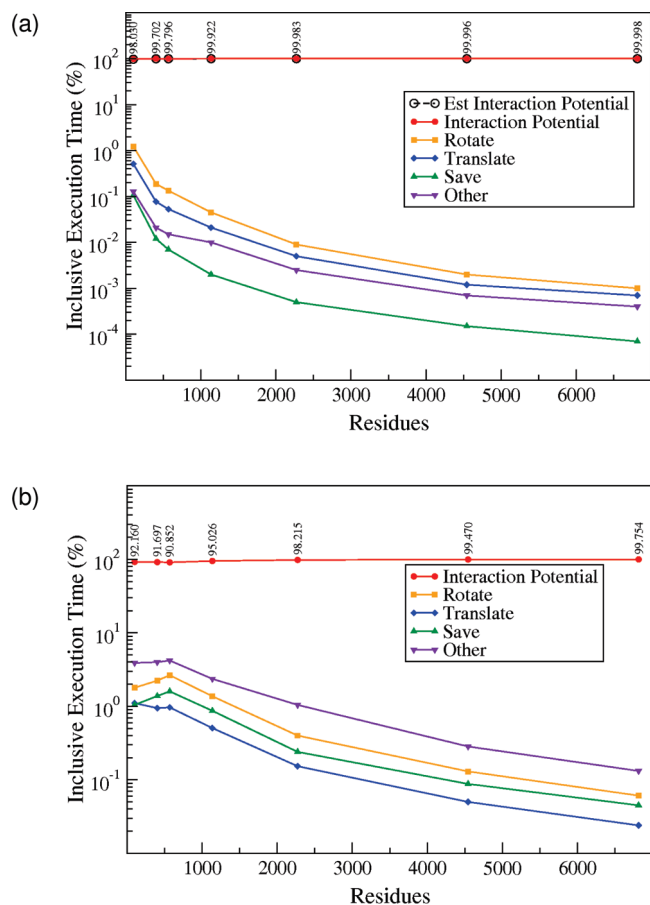 (a)
98.030
99.702
99.796
99.922
99.983
99.996
99.998
Inclusive Execution Time (%)
10^2
10^1
10^0
10^-1
10^-2
10^-3
10^-4
Est Interaction Potential
Interaction Potential
Rotate
Translate
Save
Other
1000 2000 3000 4000 5000 6000
Residues
(b)
92.160
91.697
90.852
95.026
98.215
99.470
99.754
Inclusive Execution Time (%)
10^2
10^1
10^0
10^-1
Interaction Potential
Rotate
Translate
Save
Other
1000 2000 3000 4000 5000 6000
Residues